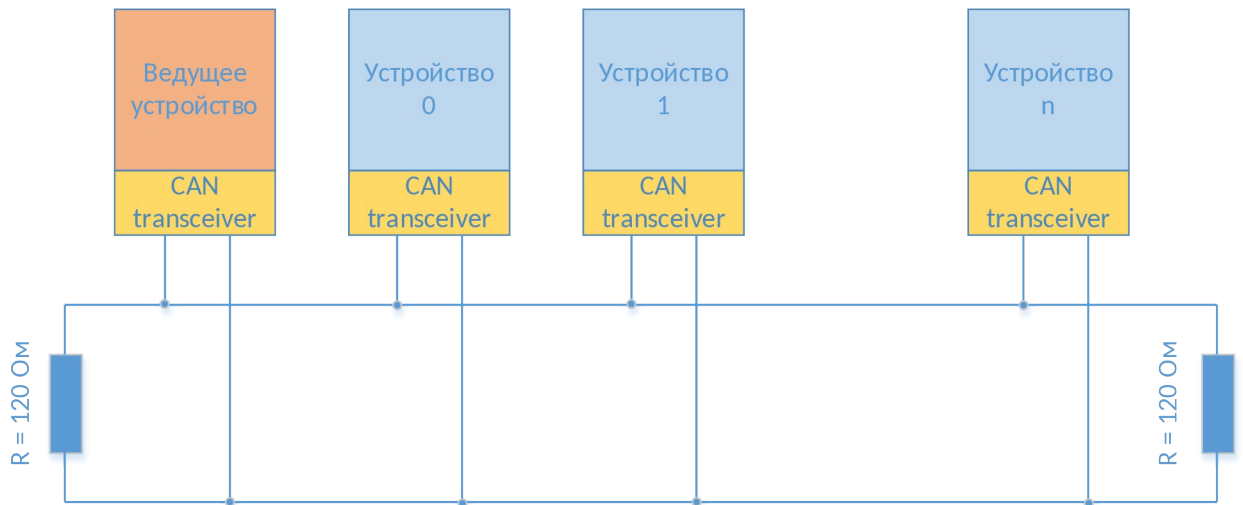 Ведущее
устройство
CAN
transceiver
Устройство
0
CAN
transceiver
Устройство
1
CAN
transceiver
Устройство
n
CAN
transceiver
R = 120 Ом
R = 120 Ом